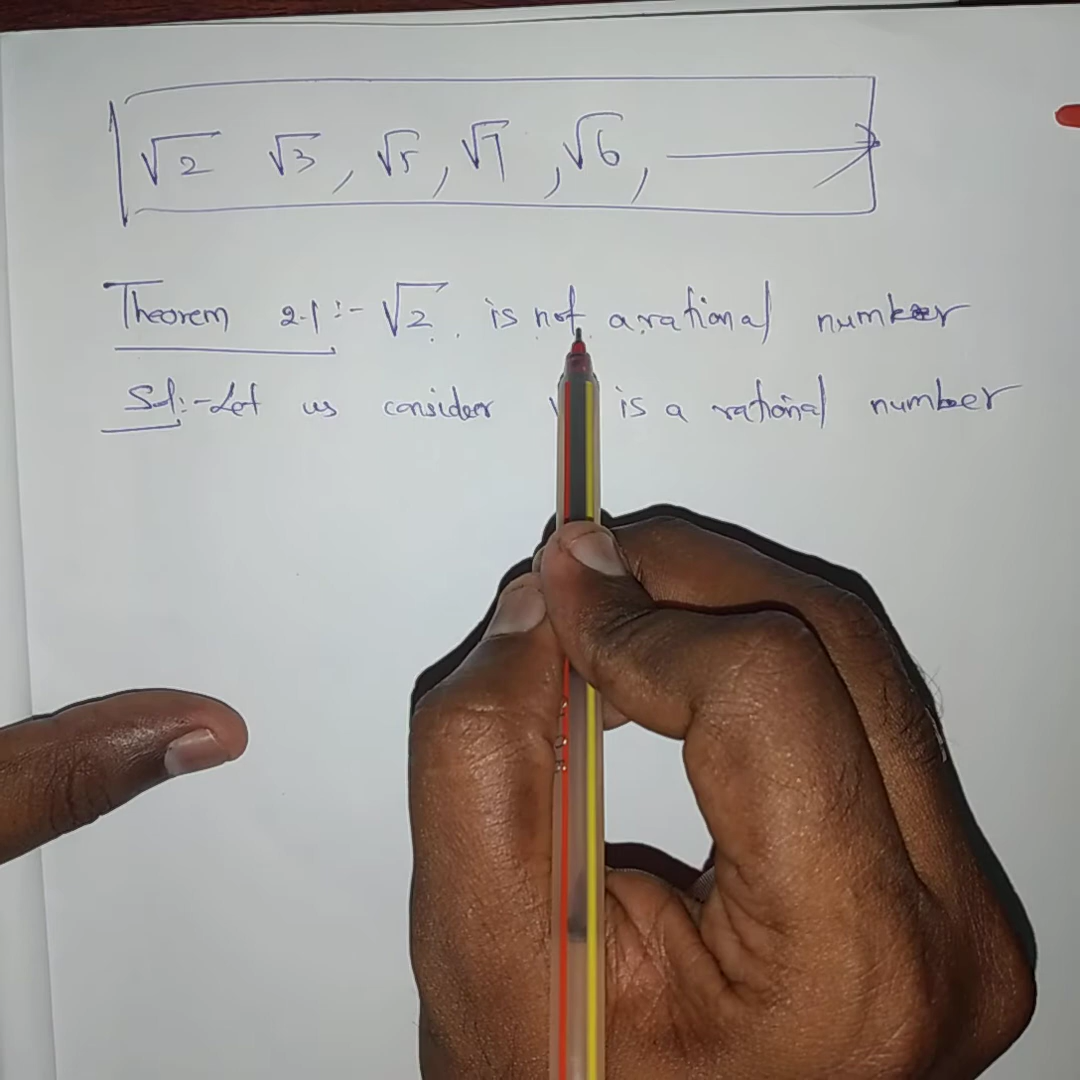 √2 √3, √5, √7, √6,
Theorem 2.1:- √2 is not a rational number
Sol:- Let us consider is a rational number